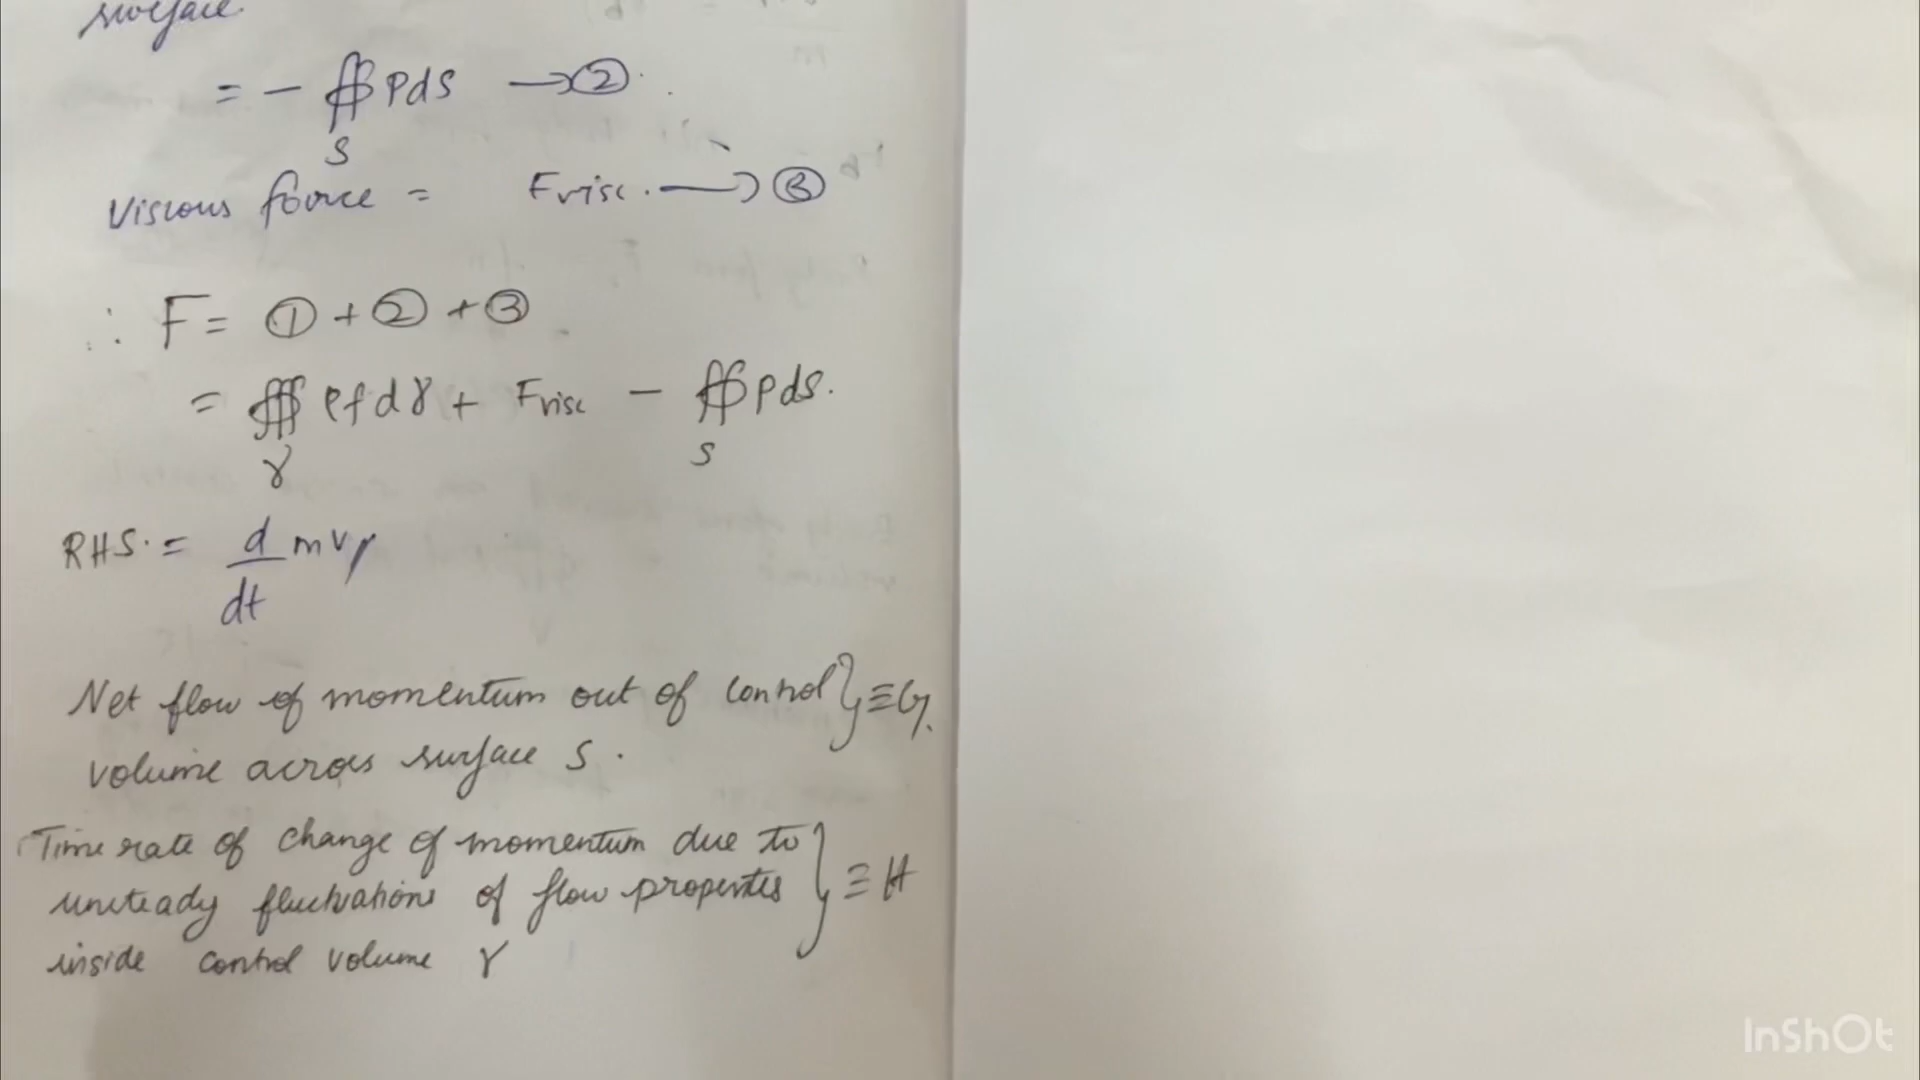 surface
= - ∯ pds → ②.
S
Viscous force = Fvisc. → ③
∴ F = ① + ② + ③
= ∰ ρf dγ + Fvisc - ∯ pds.
γ S
RHS. = d mv
dt
Net flow of momentum out of control } ≡ G.
volume across surface S.
Time rate of change of momentum due to
unsteady fluctuations of flow properties } ≡ H
inside control volume γ
InShOt